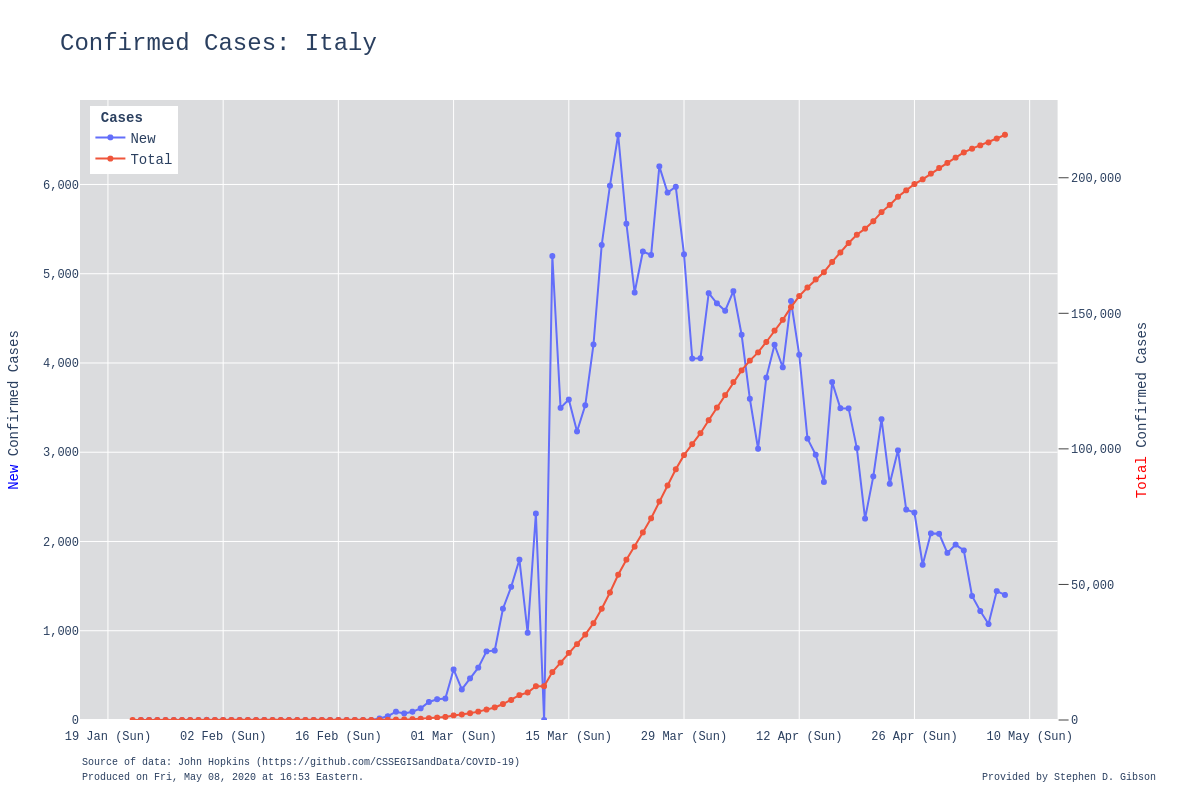 Confirmed Cases: Italy
Cases
New
Total
6,000
5,000
4,000
3,000
2,000
1,000
0
New Confirmed Cases
200,000
150,000
100,000
50,000
0
Total Confirmed Cases
19 Jan (Sun) 02 Feb (Sun) 16 Feb (Sun) 01 Mar (Sun) 15 Mar (Sun) 29 Mar (Sun) 12 Apr (Sun) 26 Apr (Sun) 10 May (Sun)
Source of data: John Hopkins (https://github.com/CSSEGISandData/COVID-19)
Produced on Fri, May 08, 2020 at 16:53 Eastern.
Provided by Stephen D. Gibson